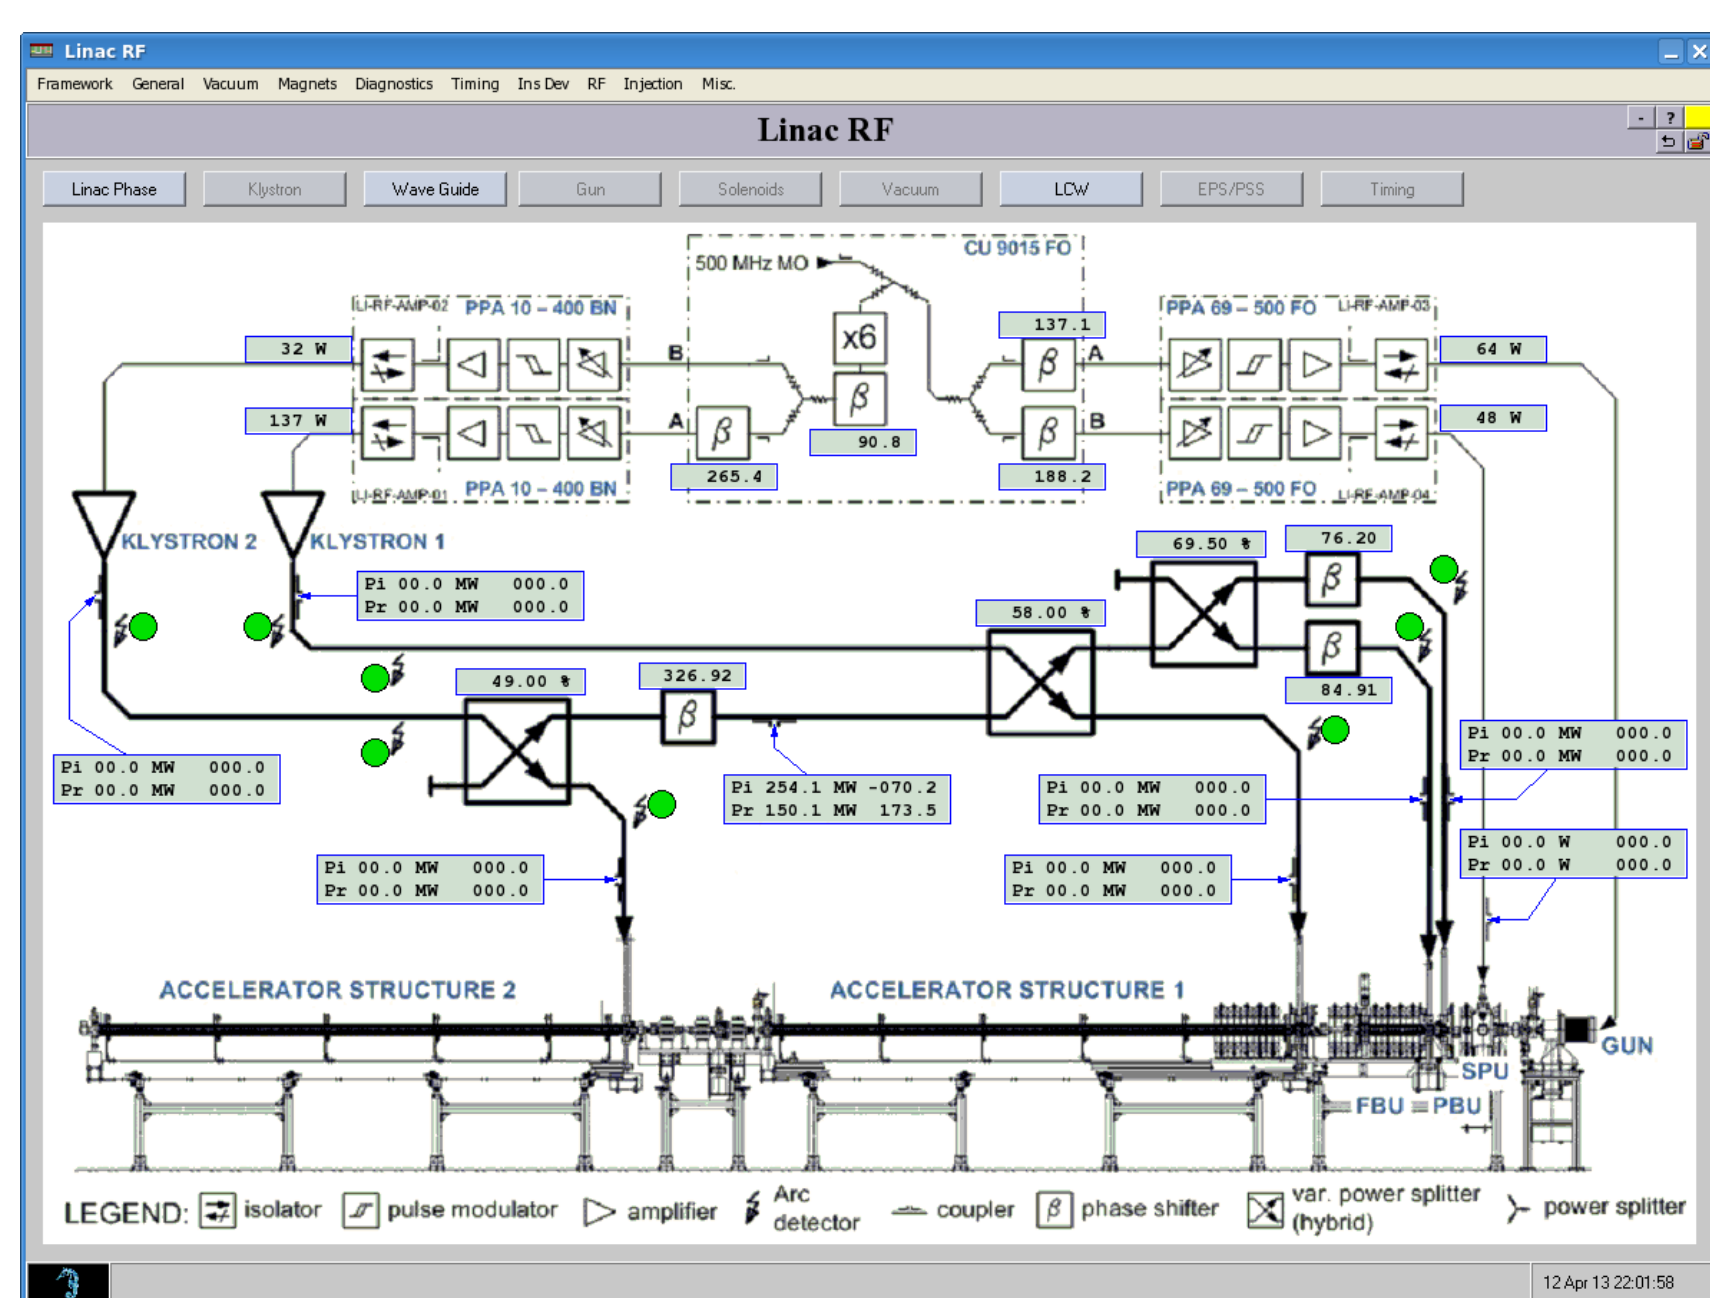 Linac RF
Framework General Vacuum Magnets Diagnostics Timing Ins Dev RF Injection Misc.
Linac RF
- ?
Linac Phase Klystron Wave Guide Gun Solenoids Vacuum LCW EPS/PSS Timing
CU 9015 FO
500 MHz MO
LI-RF-AMP-02 PPA 10 – 400 BN
PPA 69 – 500 FO LI-RF-AMP-03
137.1
x6
32 W
B
β
A
64 W
137 W
A
β
β
β
B
48 W
90.8
265.4
188.2
LI-RF-AMP-01 PPA 10 – 400 BN
PPA 69 – 500 FO LI-RF-AMP-04
KLYSTRON 2
KLYSTRON 1
69.50 %
76.20
β
Pi 00.0 MW 000.0
Pr 00.0 MW 000.0
58.00 %
β
49.00 %
326.92
84.91
β
Pi 00.0 MW 000.0
Pr 00.0 MW 000.0
Pi 00.0 MW 000.0
Pr 00.0 MW 000.0
Pi 254.1 MW -070.2
Pr 150.1 MW 173.5
Pi 00.0 MW 000.0
Pr 00.0 MW 000.0
Pi 00.0 W 000.0
Pr 00.0 W 000.0
Pi 00.0 MW 000.0
Pr 00.0 MW 000.0
Pi 00.0 MW 000.0
Pr 00.0 MW 000.0
ACCELERATOR STRUCTURE 2
ACCELERATOR STRUCTURE 1
GUN
SPU
FBU
PBU
LEGEND: isolator pulse modulator amplifier Arc detector coupler β phase shifter var. power splitter (hybrid) power splitter
12 Apr 13 22:01:58